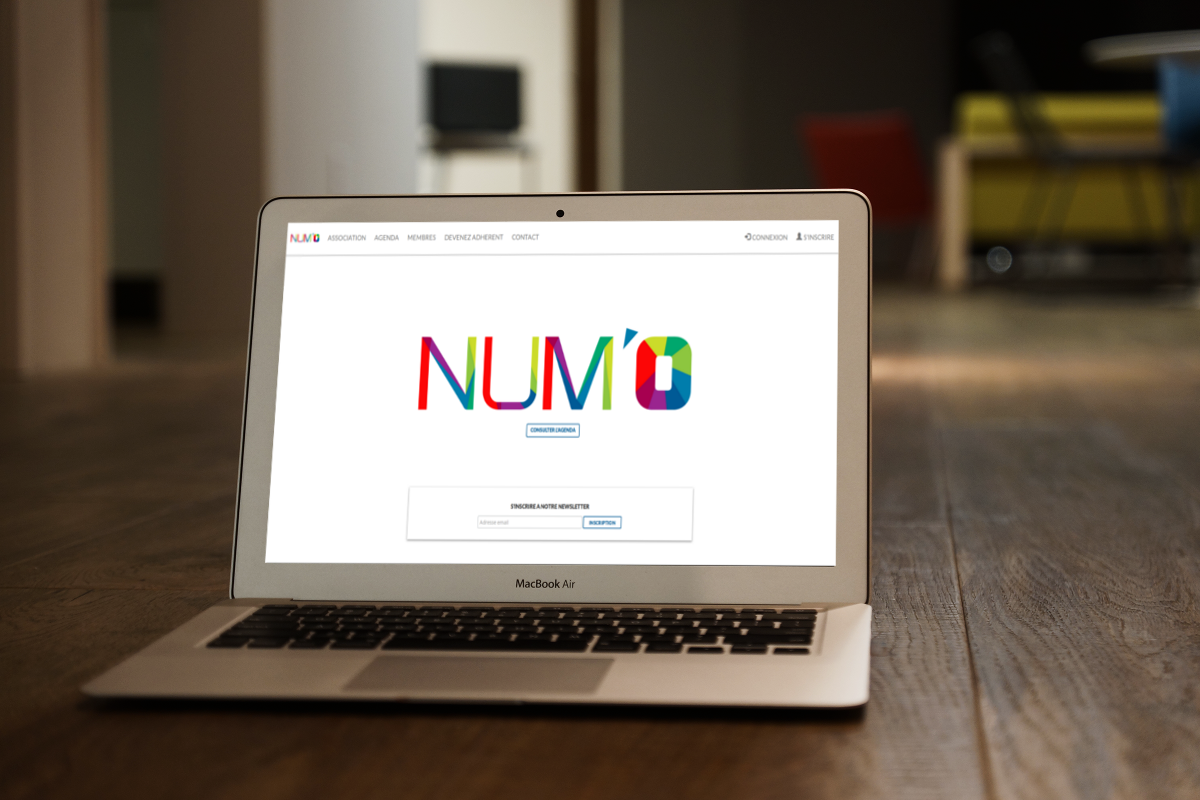 NUM'O ASSOCIATION AGENDA MEMBRES DEVENEZ ADHERENT CONTACT CONNEXION S'INSCRIRE
NUM'O
CONSULTER L'AGENDA
S'INSCRIRE A NOTRE NEWSLETTER
Adresse email INSCRIPTION
MacBook Air